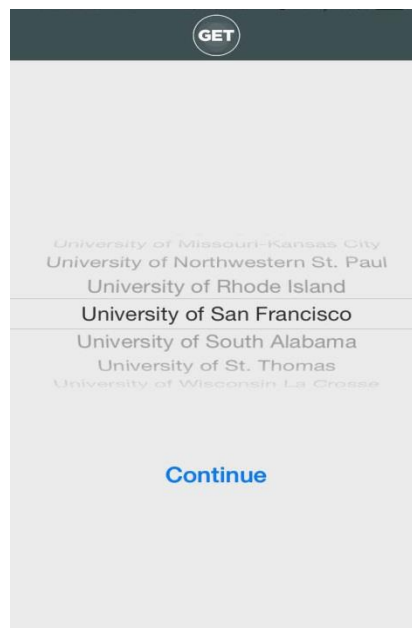 GET
University of Missouri-Kansas City
University of Northwestern St. Paul
University of Rhode Island
University of San Francisco
University of South Alabama
University of St. Thomas
University of Wisconsin La Crosse
Continue